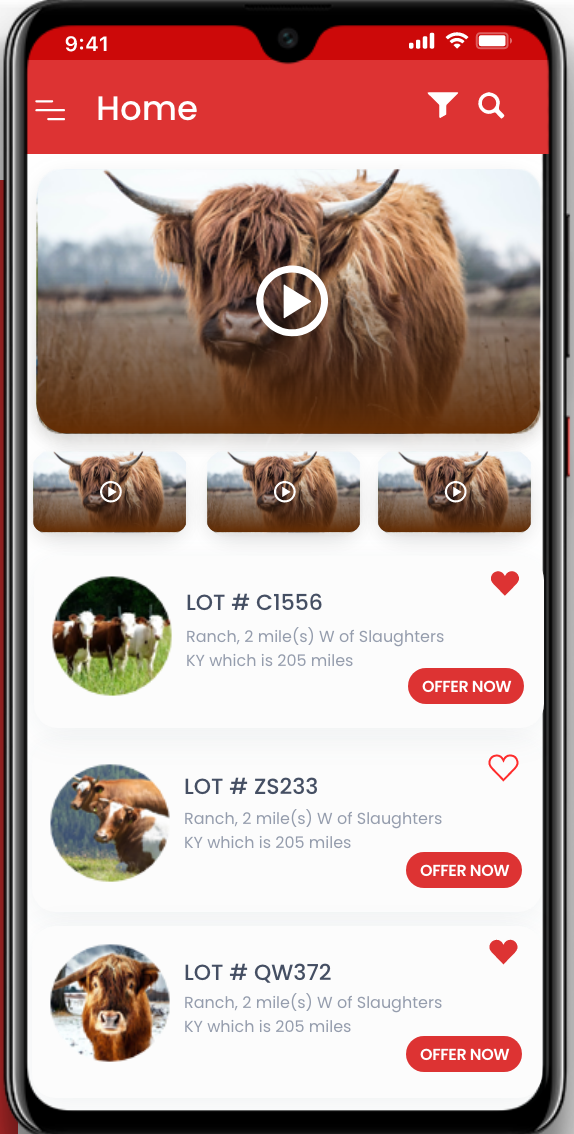 9:41
Home
LOT # C1556
Ranch, 2 mile(s) W of Slaughters
KY which is 205 miles
OFFER NOW
LOT # ZS233
Ranch, 2 mile(s) W of Slaughters
KY which is 205 miles
OFFER NOW
LOT # QW372
Ranch, 2 mile(s) W of Slaughters
KY which is 205 miles
OFFER NOW